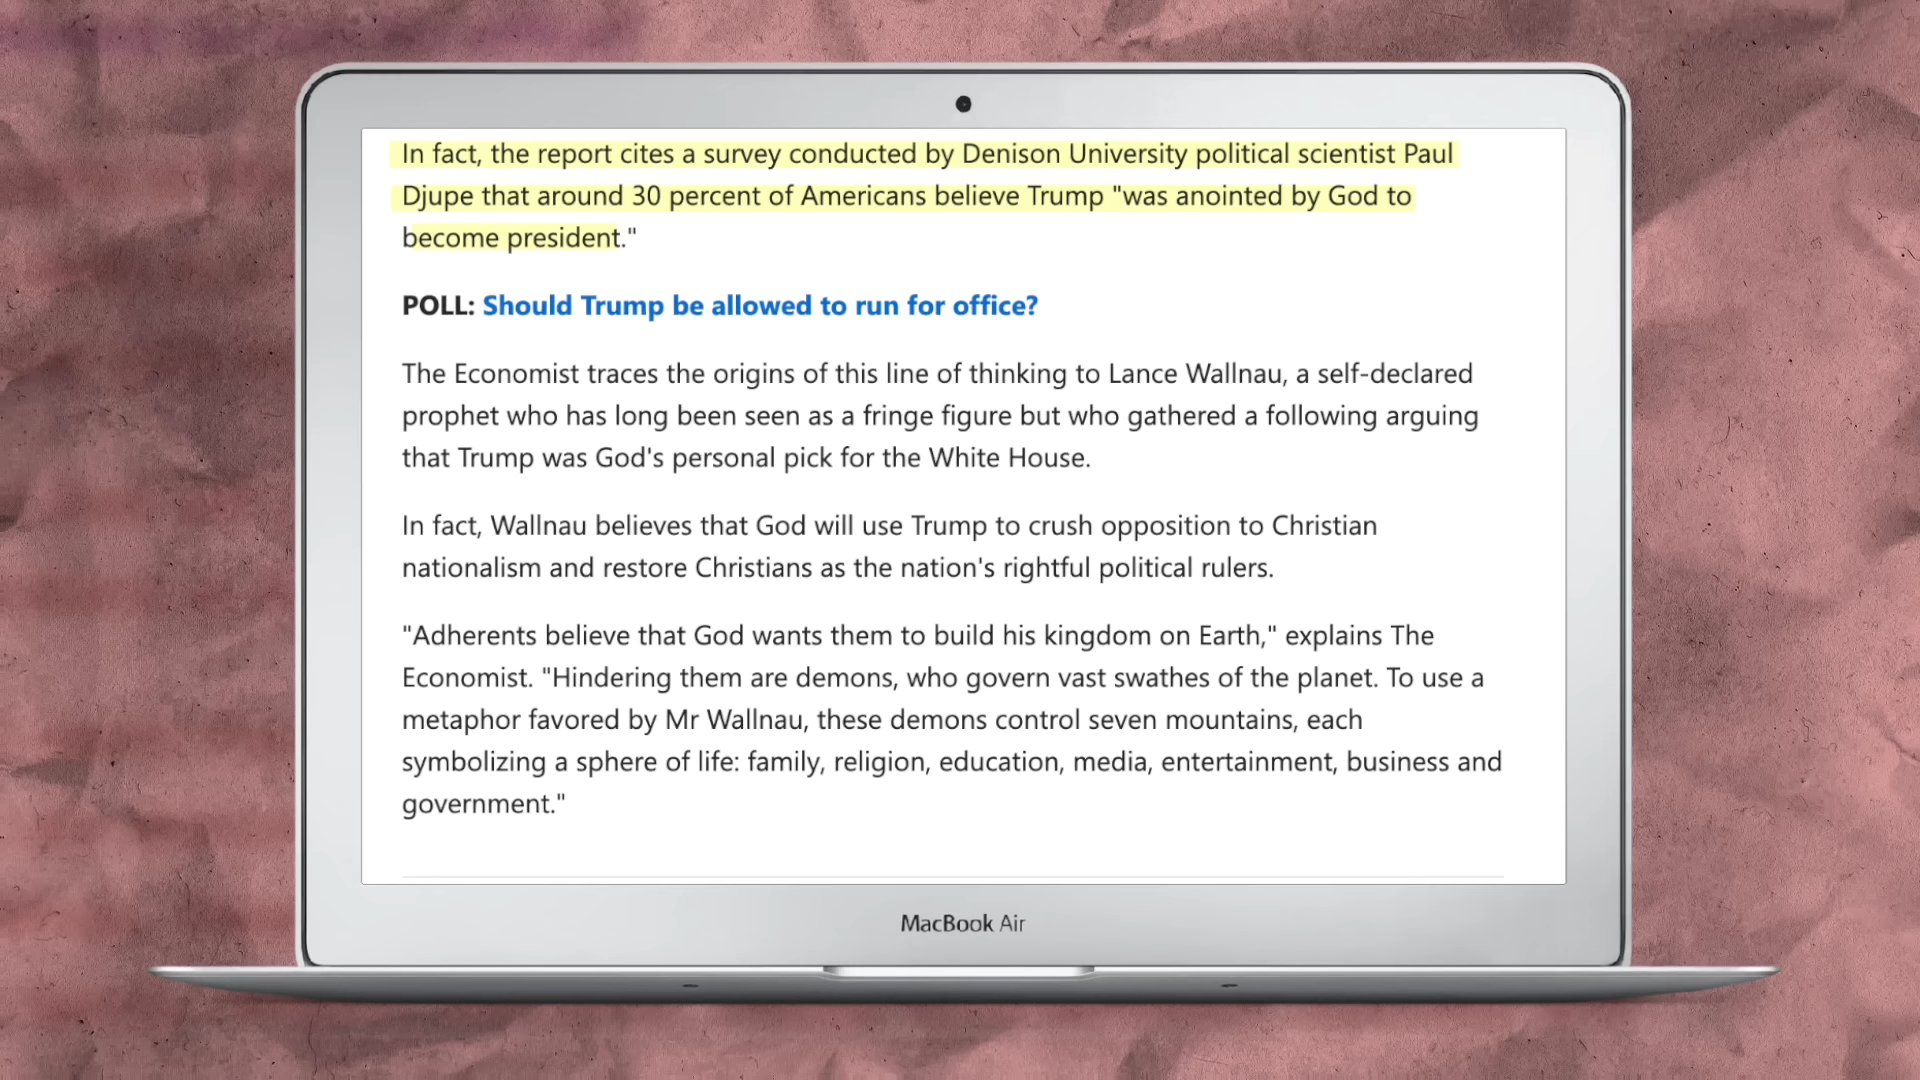 In fact, the report cites a survey conducted by Denison University political scientist Paul
Djupe that around 30 percent of Americans believe Trump "was anointed by God to
become president."
POLL: Should Trump be allowed to run for office?
The Economist traces the origins of this line of thinking to Lance Wallnau, a self-declared
prophet who has long been seen as a fringe figure but who gathered a following arguing
that Trump was God's personal pick for the White House.
In fact, Wallnau believes that God will use Trump to crush opposition to Christian
nationalism and restore Christians as the nation's rightful political rulers.
"Adherents believe that God wants them to build his kingdom on Earth," explains The
Economist. "Hindering them are demons, who govern vast swathes of the planet. To use a
metaphor favored by Mr Wallnau, these demons control seven mountains, each
symbolizing a sphere of life: family, religion, education, media, entertainment, business and
government."
MacBook Air